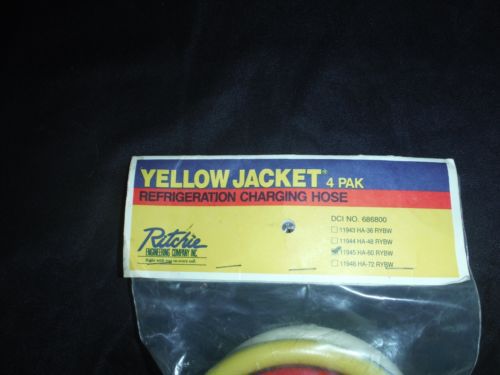 YELLOW JACKET® 4 PAK
REFRIGERATION CHARGING HOSE
DCI NO. 686800
11943 HA-36 RYBW
11944 HA-48 RYBW
11945 HA-60 RYBW
11946 HA-72 RYBW
Ritchie
ENGINEERING COMPANY INC.